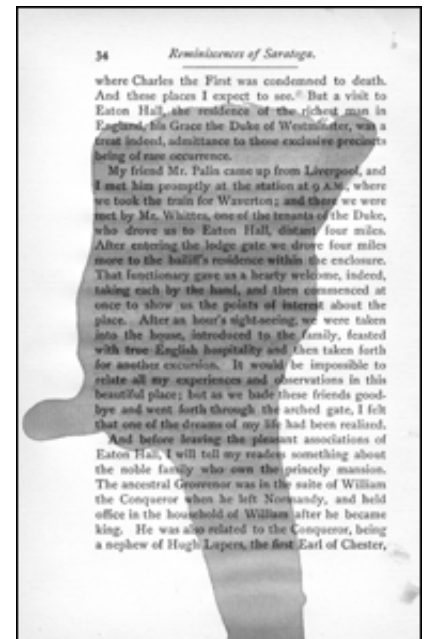 34 Reminiscences of Saratoga.
where Charles the First was condemned to death.
And these places I expect to see. But a visit to
Eaton Hall, the residence of the richest man in
England, his Grace the Duke of Westminster, was a
treat indeed, admittance to those exclusive precincts
being of rare occurrence.
My friend Mr. Palin came up from Liverpool, and
I met him promptly at the station at 9 A.M., where
we took the train for Waverton; and there we were
met by Mr. Whitter, one of the tenants of the Duke,
who drove us to Eaton Hall, distant four miles.
After entering the lodge gate we drove four miles
more to the bailiff's residence within the enclosure.
That functionary gave us a hearty welcome, indeed,
taking each by the hand, and then commenced at
once to show us the points of interest about the
place. After an hour's sight-seeing, we were taken
into the house, introduced to the family, feasted
with true English hospitality and then taken forth
for another excursion. It would be impossible to
relate all my experiences and observations in this
beautiful place; but as we bade these friends good-
bye and went forth through the arched gate, I felt
that one of the dreams of my life had been realized.
And before leaving the pleasant associations of
Eaton Hall, I will tell my readers something about
the noble family who own the princely mansion.
The ancestral Grosvenor was in the suite of William
the Conqueror when he left Normandy, and held
office in the household of William after he became
king. He was also related to the Conqueror, being
a nephew of Hugh Lupers, the first Earl of Chester,